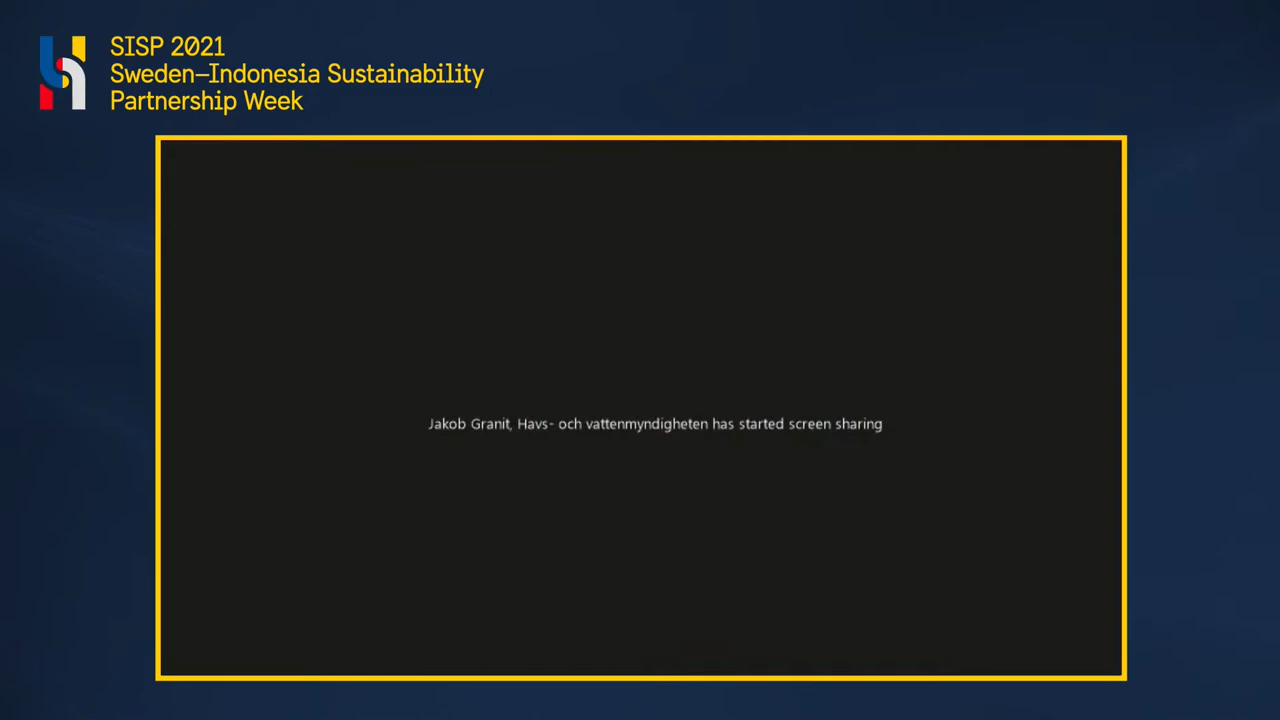 SISP 2021
Sweden–Indonesia Sustainability
Partnership Week
Jakob Granit, Havs- och vattenmyndigheten has started screen sharing